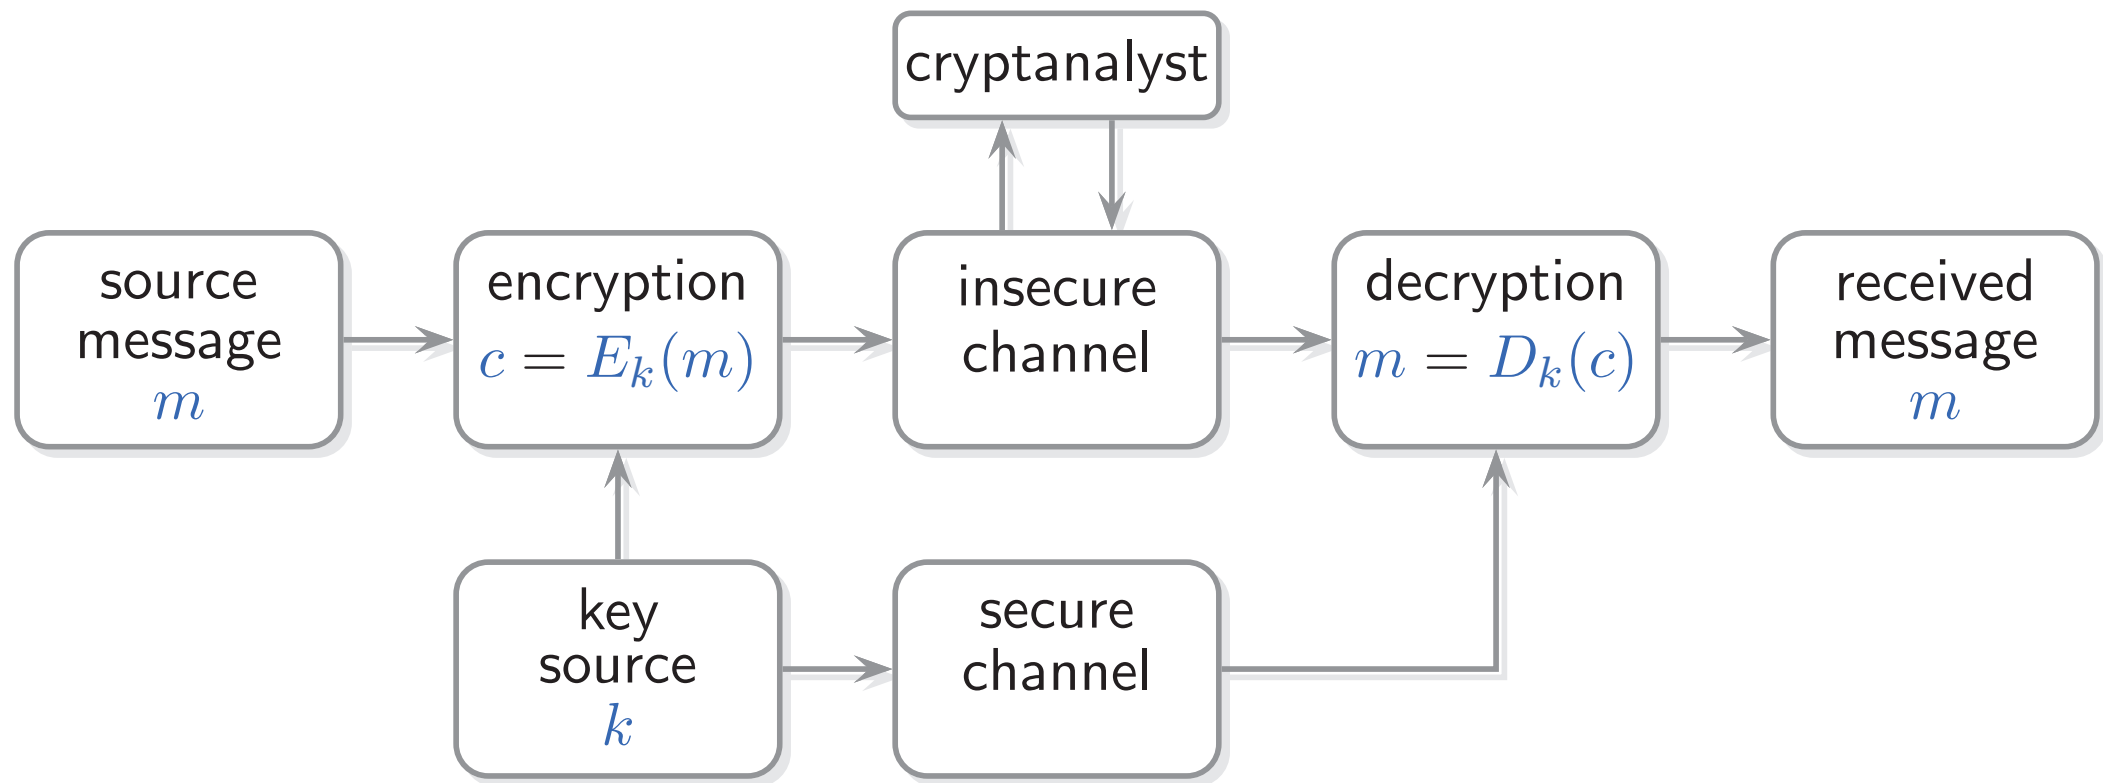 cryptanalyst
source
message
m
encryption
c = E_k(m)
insecure
channel
decryption
m = D_k(c)
received
message
m
key
source
k
secure
channel